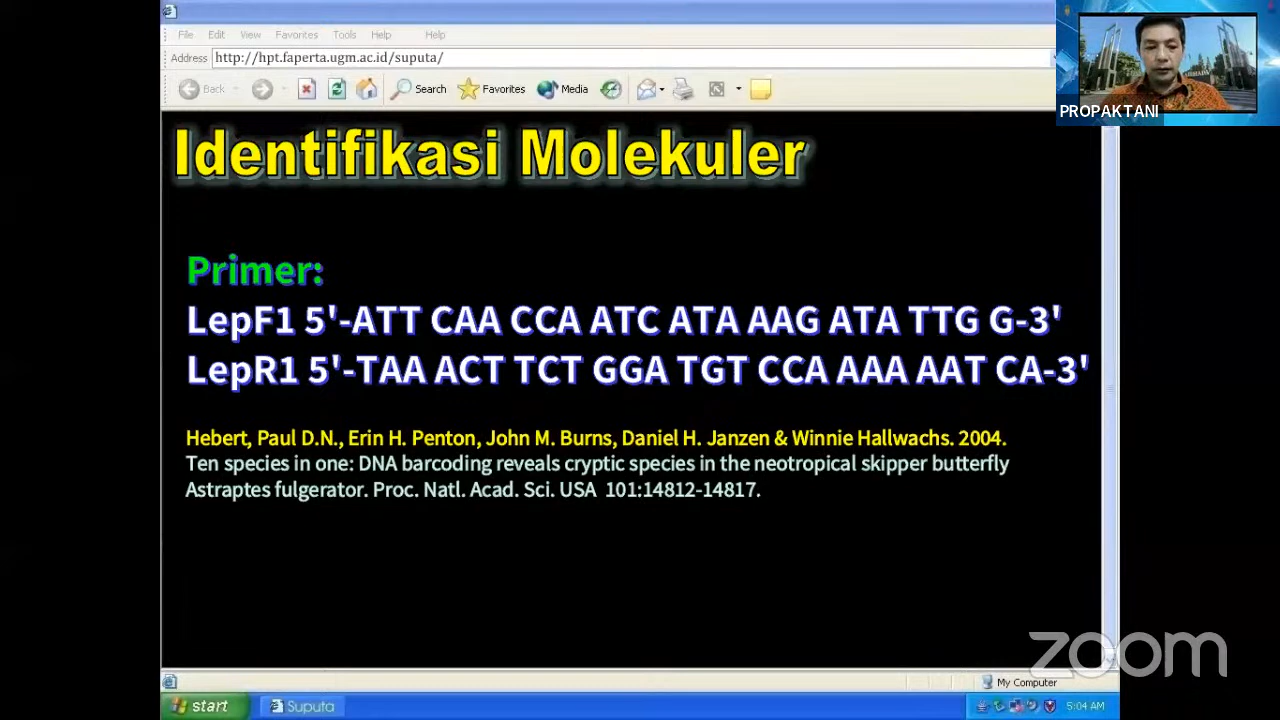 File Edit View Favorites Tools Help Help
Address http://hpt.faperta.ugm.ac.id/suputa/
Back Search Favorites Media
PROPAKTANI
Identifikasi Molekuler
Primer:
LepF1 5'-ATT CAA CCA ATC ATA AAG ATA TTG G-3'
LepR1 5'-TAA ACT TCT GGA TGT CCA AAA AAT CA-3'
Hebert, Paul D.N., Erin H. Penton, John M. Burns, Daniel H. Janzen & Winnie Hallwachs. 2004.
Ten species in one: DNA barcoding reveals cryptic species in the neotropical skipper butterfly
Astraptes fulgerator. Proc. Natl. Acad. Sci. USA 101:14812-14817.
zoom
My Computer
start Suputa 5:04 AM